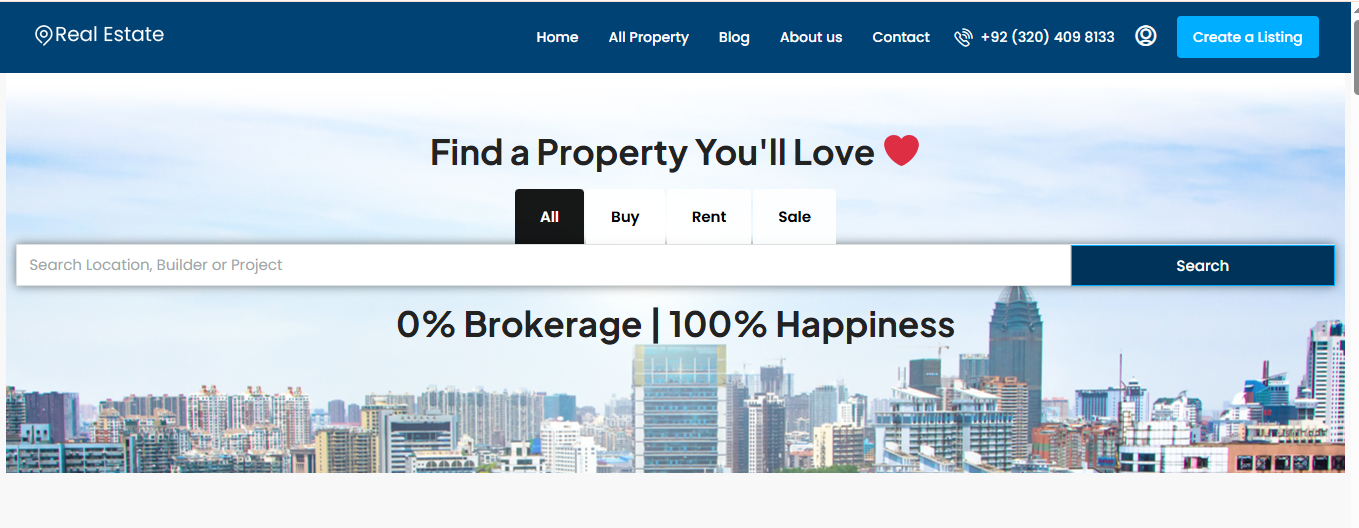 Real Estate
Home
All Property
Blog
About us
Contact
+92 (320) 409 8133
Create a Listing
Find a Property You'll Love ❤️
All
Buy
Rent
Sale
Search Location, Builder or Project
Search
0% Brokerage | 100% Happiness